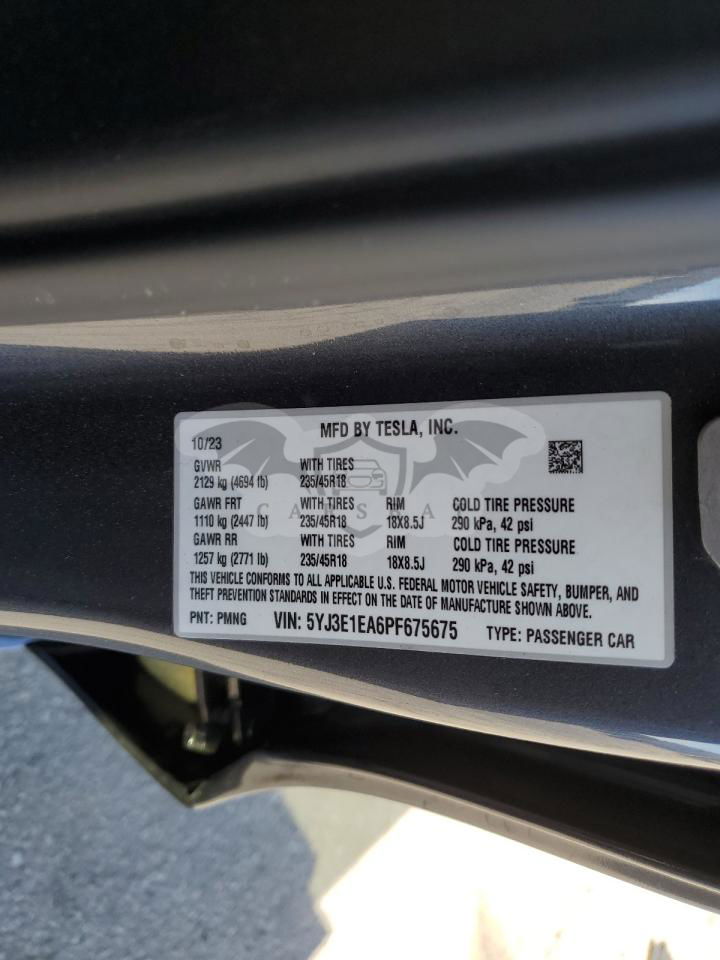 MFD BY TESLA, INC.
10/23
GVWR WITH TIRES
2129 kg (4694 lb) 235/45R18
GAWR FRT WITH TIRES RIM COLD TIRE PRESSURE
1110 kg (2447 lb) 235/45R18 18X8.5J 290 kPa, 42 psi
GAWR RR WITH TIRES RIM COLD TIRE PRESSURE
1257 kg (2771 lb) 235/45R18 18X8.5J 290 kPa, 42 psi
THIS VEHICLE CONFORMS TO ALL APPLICABLE U.S. FEDERAL MOTOR VEHICLE SAFETY, BUMPER, AND
THEFT PREVENTION STANDARDS IN EFFECT ON THE DATE OF MANUFACTURE SHOWN ABOVE.
PNT: PMNG VIN: 5YJ3E1EA6PF675675 TYPE: PASSENGER CAR